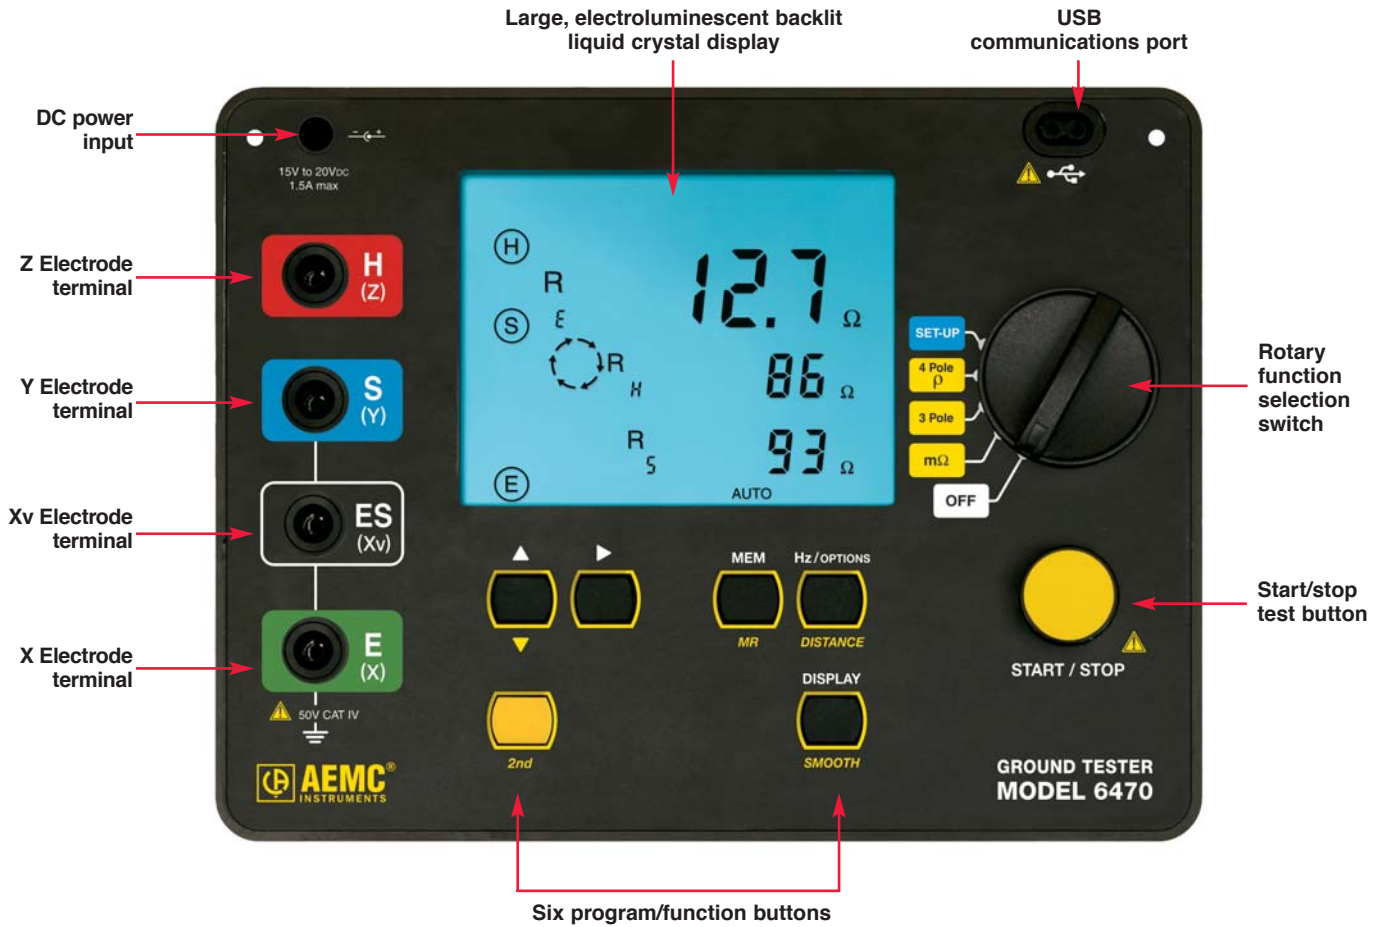 Large, electroluminescent backlit
liquid crystal display
USB
communications port
DC power
input
15V to 20VDC
1.5A max
Z Electrode
terminal
H
(Z)
Y Electrode
terminal
S
(Y)
Xv Electrode
terminal
ES
(Xv)
X Electrode
terminal
E
(X)
50V CAT IV
AEMC®
INSTRUMENTS
H
R E
12.7 Ω
S
R H
86 Ω
R S
93 Ω
E
AUTO
SET-UP
4 Pole
ρ
3 Pole
mΩ
OFF
Rotary
function
selection
switch
MEM
Hz/OPTIONS
MR
DISTANCE
DISPLAY
2nd
SMOOTH
Start/stop
test button
START / STOP
GROUND TESTER
MODEL 6470
Six program/function buttons